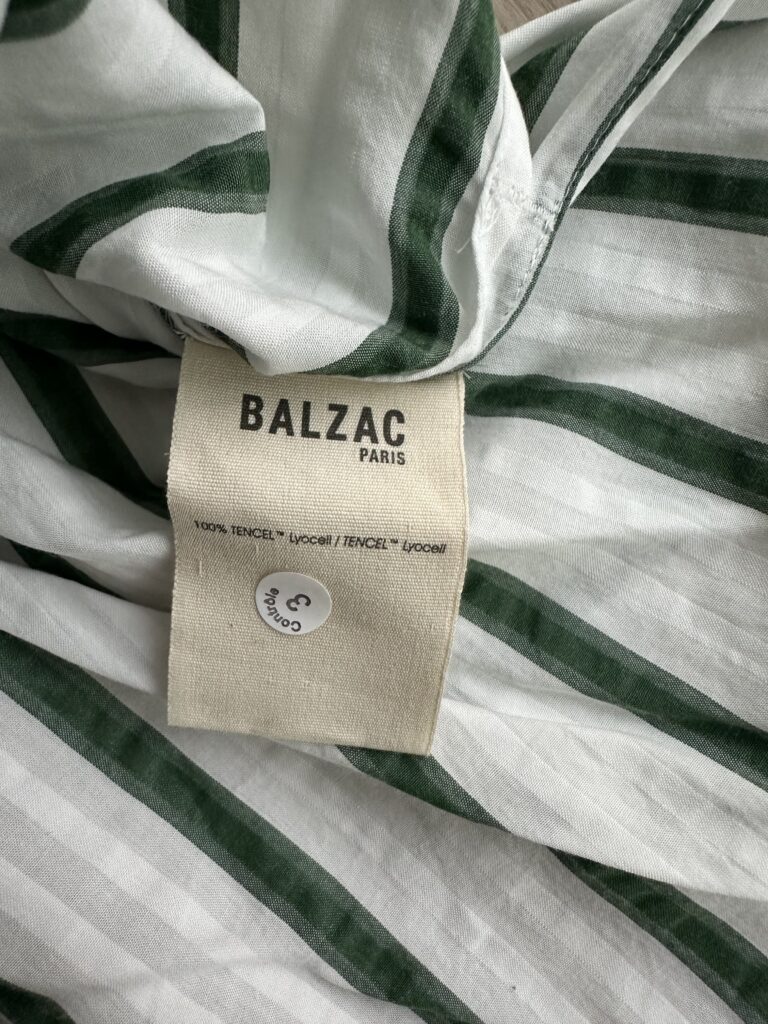 BALZAC
PARIS
100% TENCEL™ Lyocell / TENCEL™ Lyocell
Contrôle
3